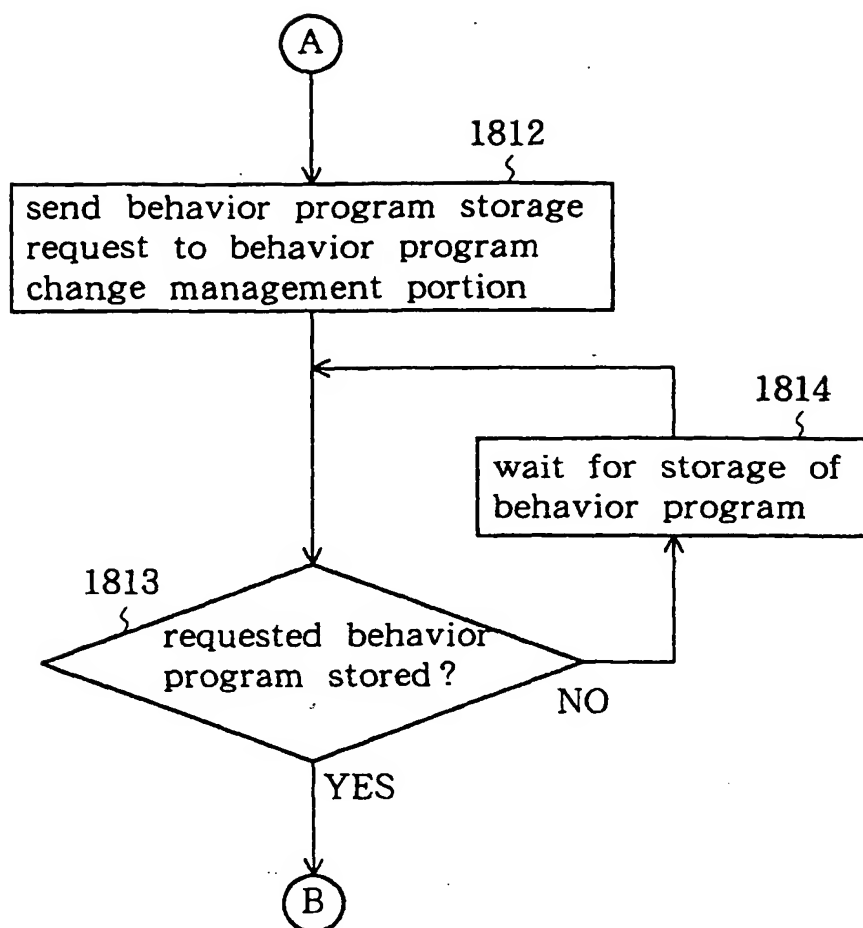 A
1812
send behavior program storage
request to behavior program
change management portion
1814
wait for storage of
behavior program
1813
requested behavior
program stored?
NO
YES
B